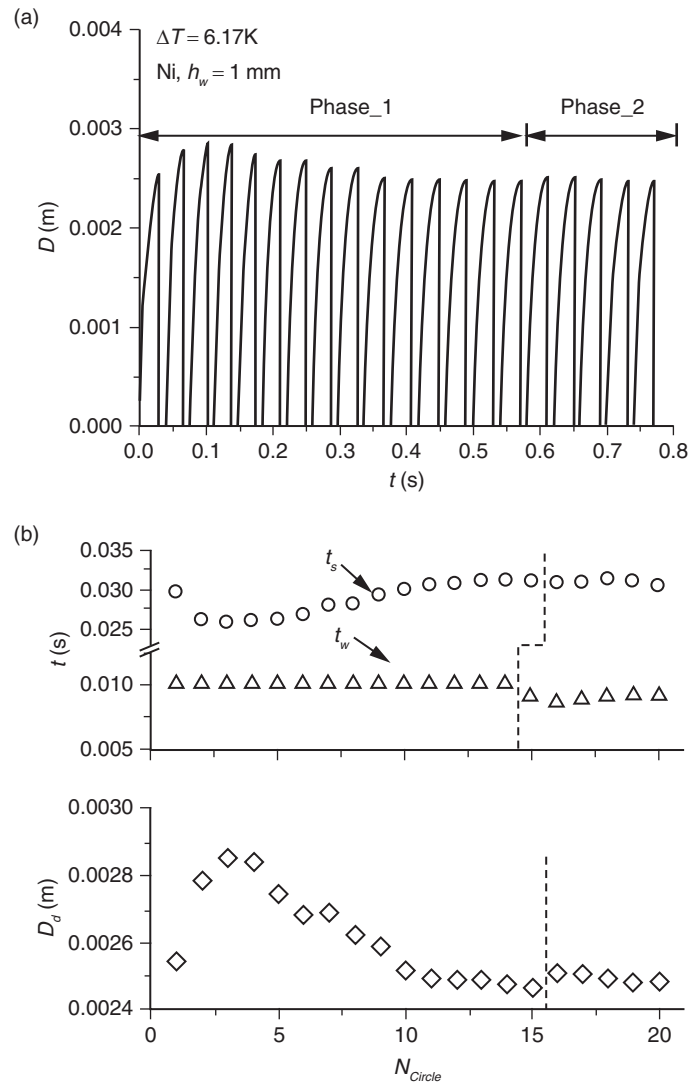 (a)
ΔT = 6.17K
Ni, h_w = 1 mm
Phase_1
Phase_2
0.004
0.003
0.002
0.001
0.000
D (m)
0.0 0.1 0.2 0.3 0.4 0.5 0.6 0.7 0.8
t (s)
(b)
0.035
0.030
0.025
0.010
0.005
t (s)
t_s
t_w
0.0030
0.0028
0.0026
0.0024
D_d (m)
0 5 10 15 20
N_Circle